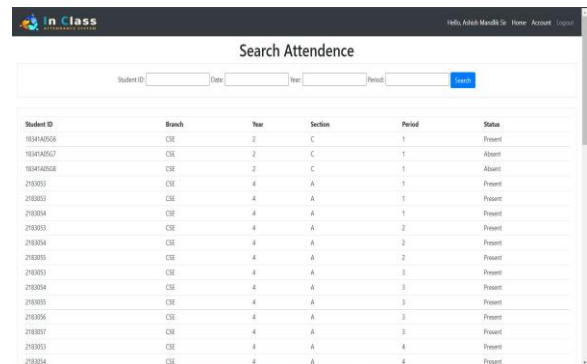 In Class
ATTENDANCE SYSTEM
Hello, Ashish Mandlik Sir Home Account Logout
Search Attendence
Student ID: Date: Year: Period: Search
Student ID Branch Year Section Period Status
18341A05G6 CSE 2 C 1 Present
18341A05G7 CSE 2 C 1 Absent
18341A05G8 CSE 2 C 1 Absent
2183053 CSE 4 A 1 Present
2183053 CSE 4 A 1 Present
2183054 CSE 4 A 1 Present
2183053 CSE 4 A 2 Present
2183054 CSE 4 A 2 Present
2183055 CSE 4 A 2 Present
2183053 CSE 4 A 3 Present
2183054 CSE 4 A 3 Present
2183055 CSE 4 A 3 Present
2183056 CSE 4 A 3 Present
2183057 CSE 4 A 3 Present
2183053 CSE 4 A 4 Present
2183054 CSE 4 A 4 Present